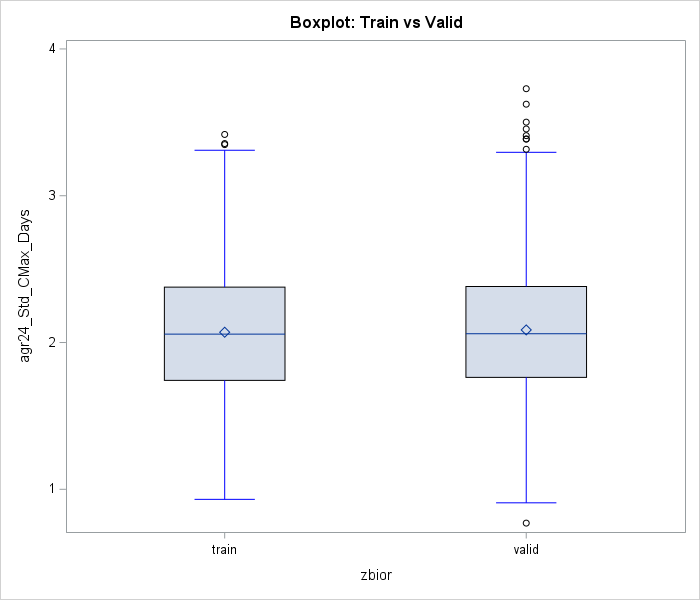 Boxplot: Train vs Valid
4
3
2
1
agr24_Std_CMax_Days
train
valid
zbior